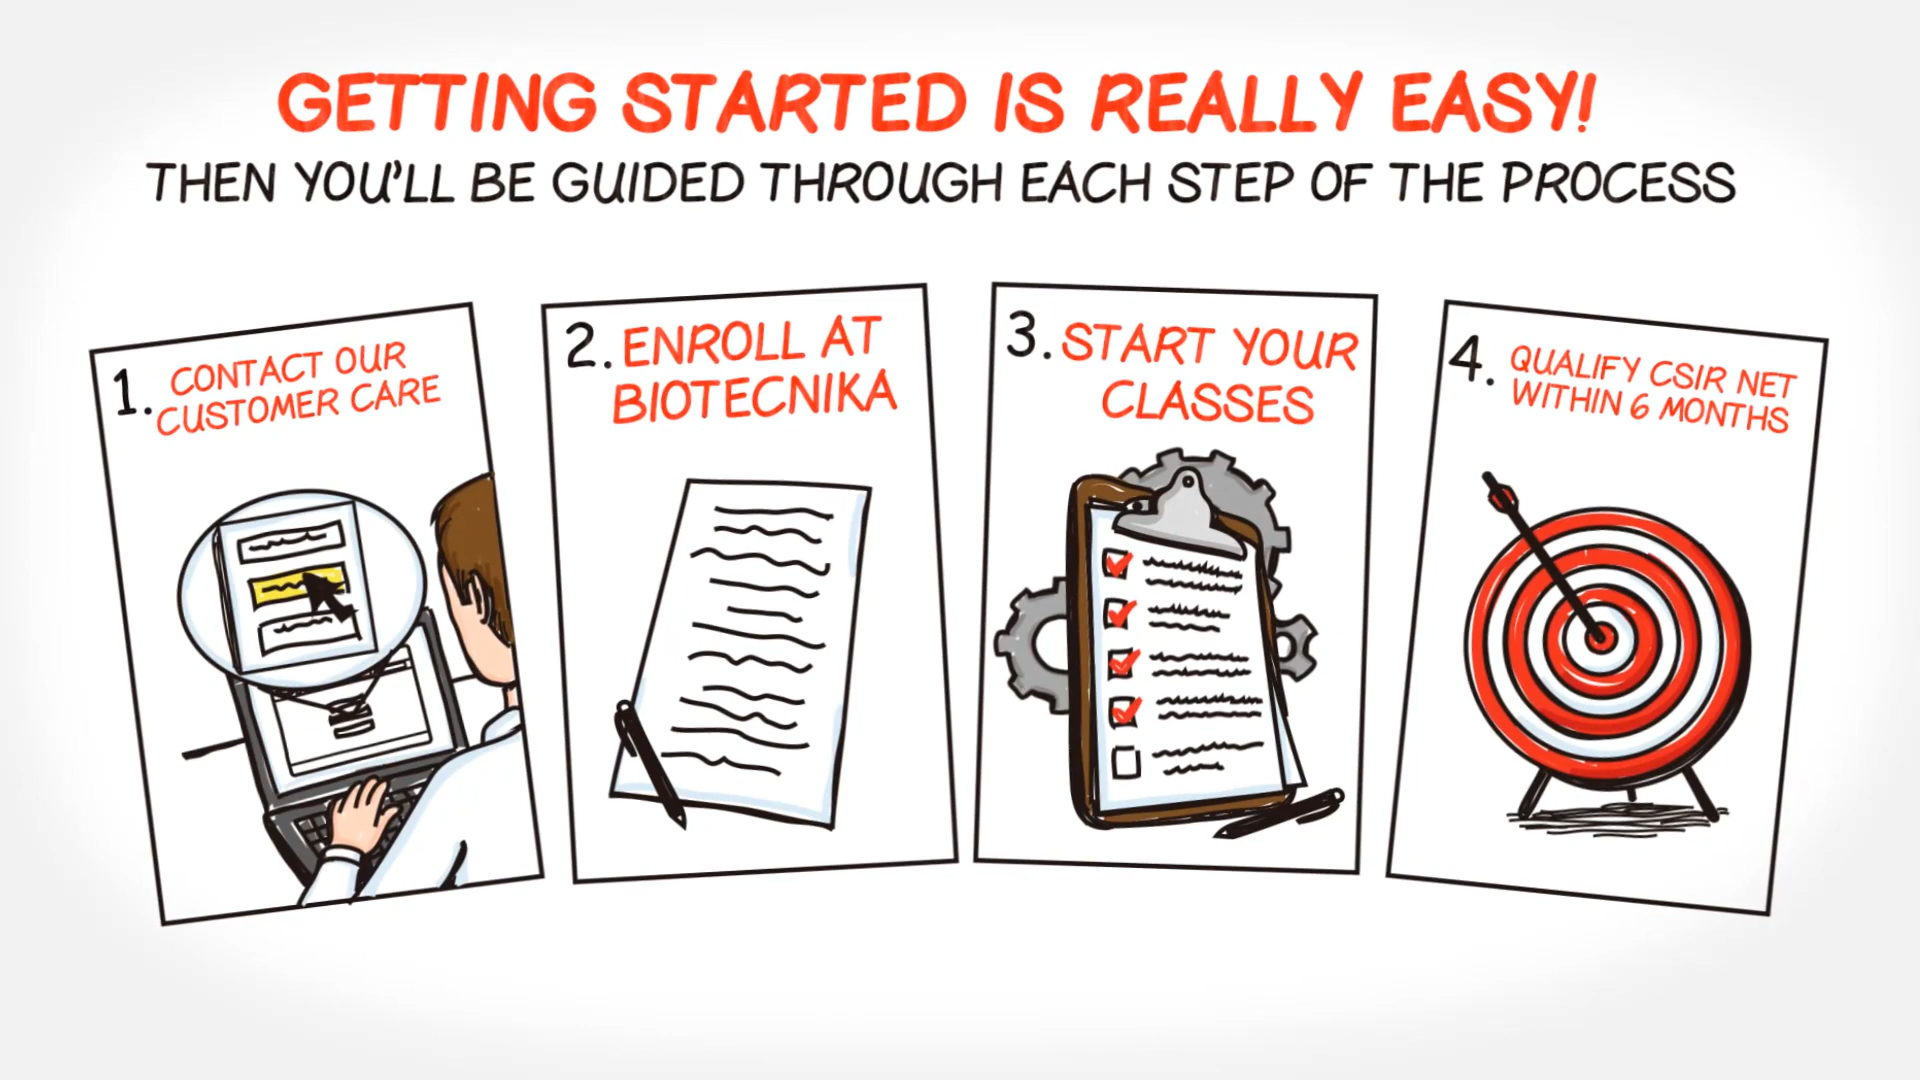 GETTING STARTED IS REALLY EASY!
THEN YOU'LL BE GUIDED THROUGH EACH STEP OF THE PROCESS
1. CONTACT OUR
CUSTOMER CARE
2. ENROLL AT
BIOTECNIKA
3. START YOUR
CLASSES
4. QUALIFY CSIR NET
WITHIN 6 MONTHS